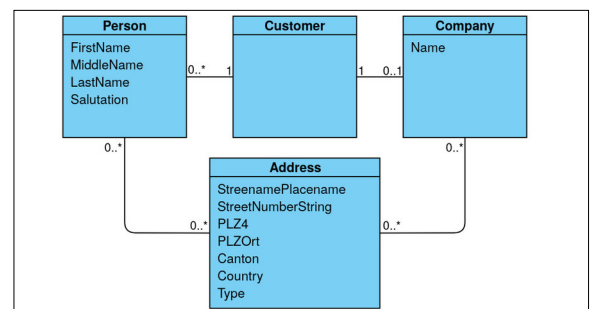 Person
Customer
Company
FirstName
MiddleName
LastName
Salutation
Name
0..*
1
1
0..1
0..*
0..*
Address
StreenamePlacename
StreetNumberString
PLZ4
PLZOrt
Canton
Country
Type
0..*
0..*